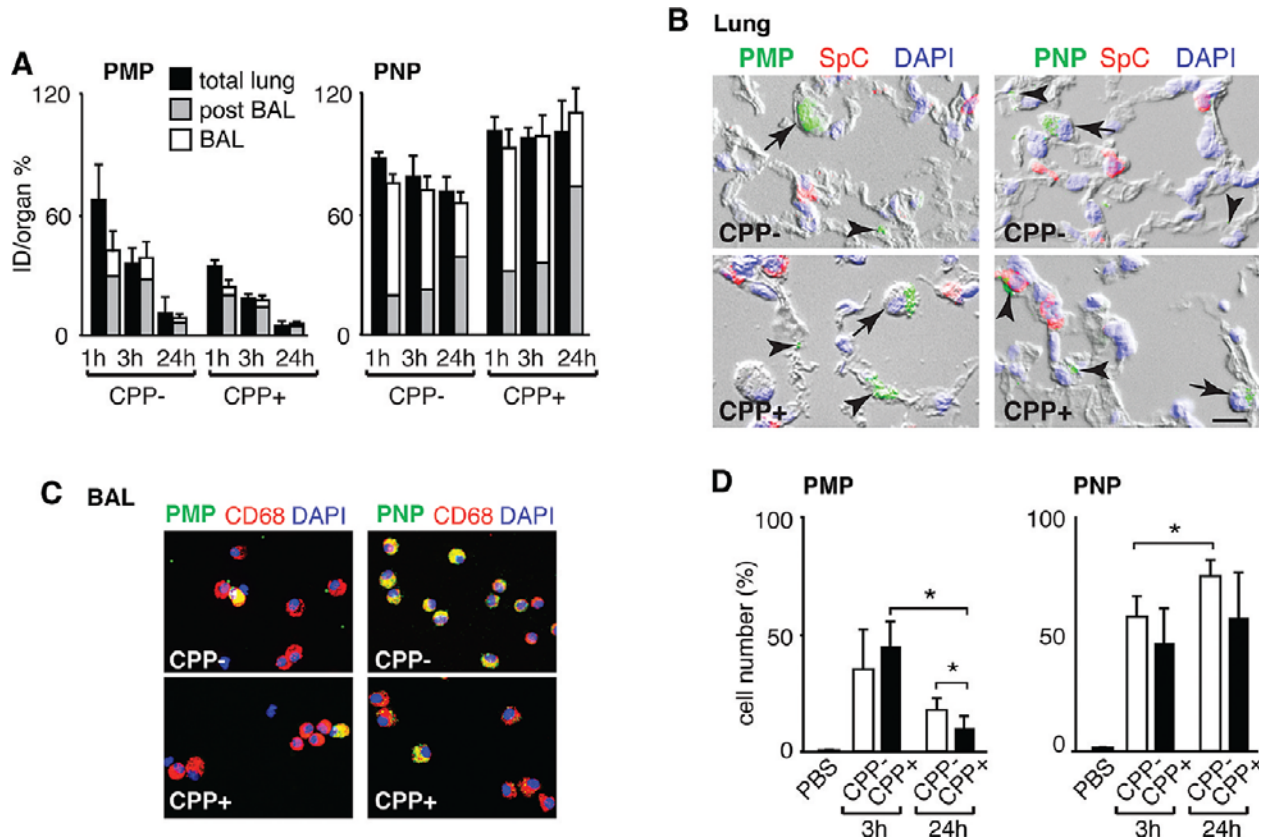 A
PMP
PNP
total lung
post BAL
BAL
ID/organ %
120
60
0
1h 3h 24h 1h 3h 24h
CPP- CPP+
120
60
0
1h 3h 24h 1h 3h 24h
CPP- CPP+
B Lung
PMP SpC DAPI
PNP SpC DAPI
CPP-
CPP-
CPP+
CPP+
C BAL
PMP CD68 DAPI
PNP CD68 DAPI
CPP-
CPP-
CPP+
CPP+
D
PMP
PNP
cell number (%)
100
50
0
* *
PBS CPP- CPP+ CPP- CPP+
3h 24h
100
50
0
*
PBS CPP- CPP+ CPP- CPP+
3h 24h